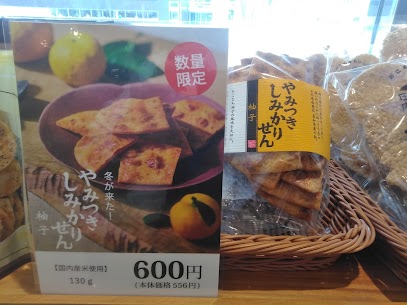 数量
限定
冬が来たー！
やみつき
しみかりせん
柚子
【国内産米使用】
130g
600円
(本体価格 556円)
やみつき
しみかりせん
柚子